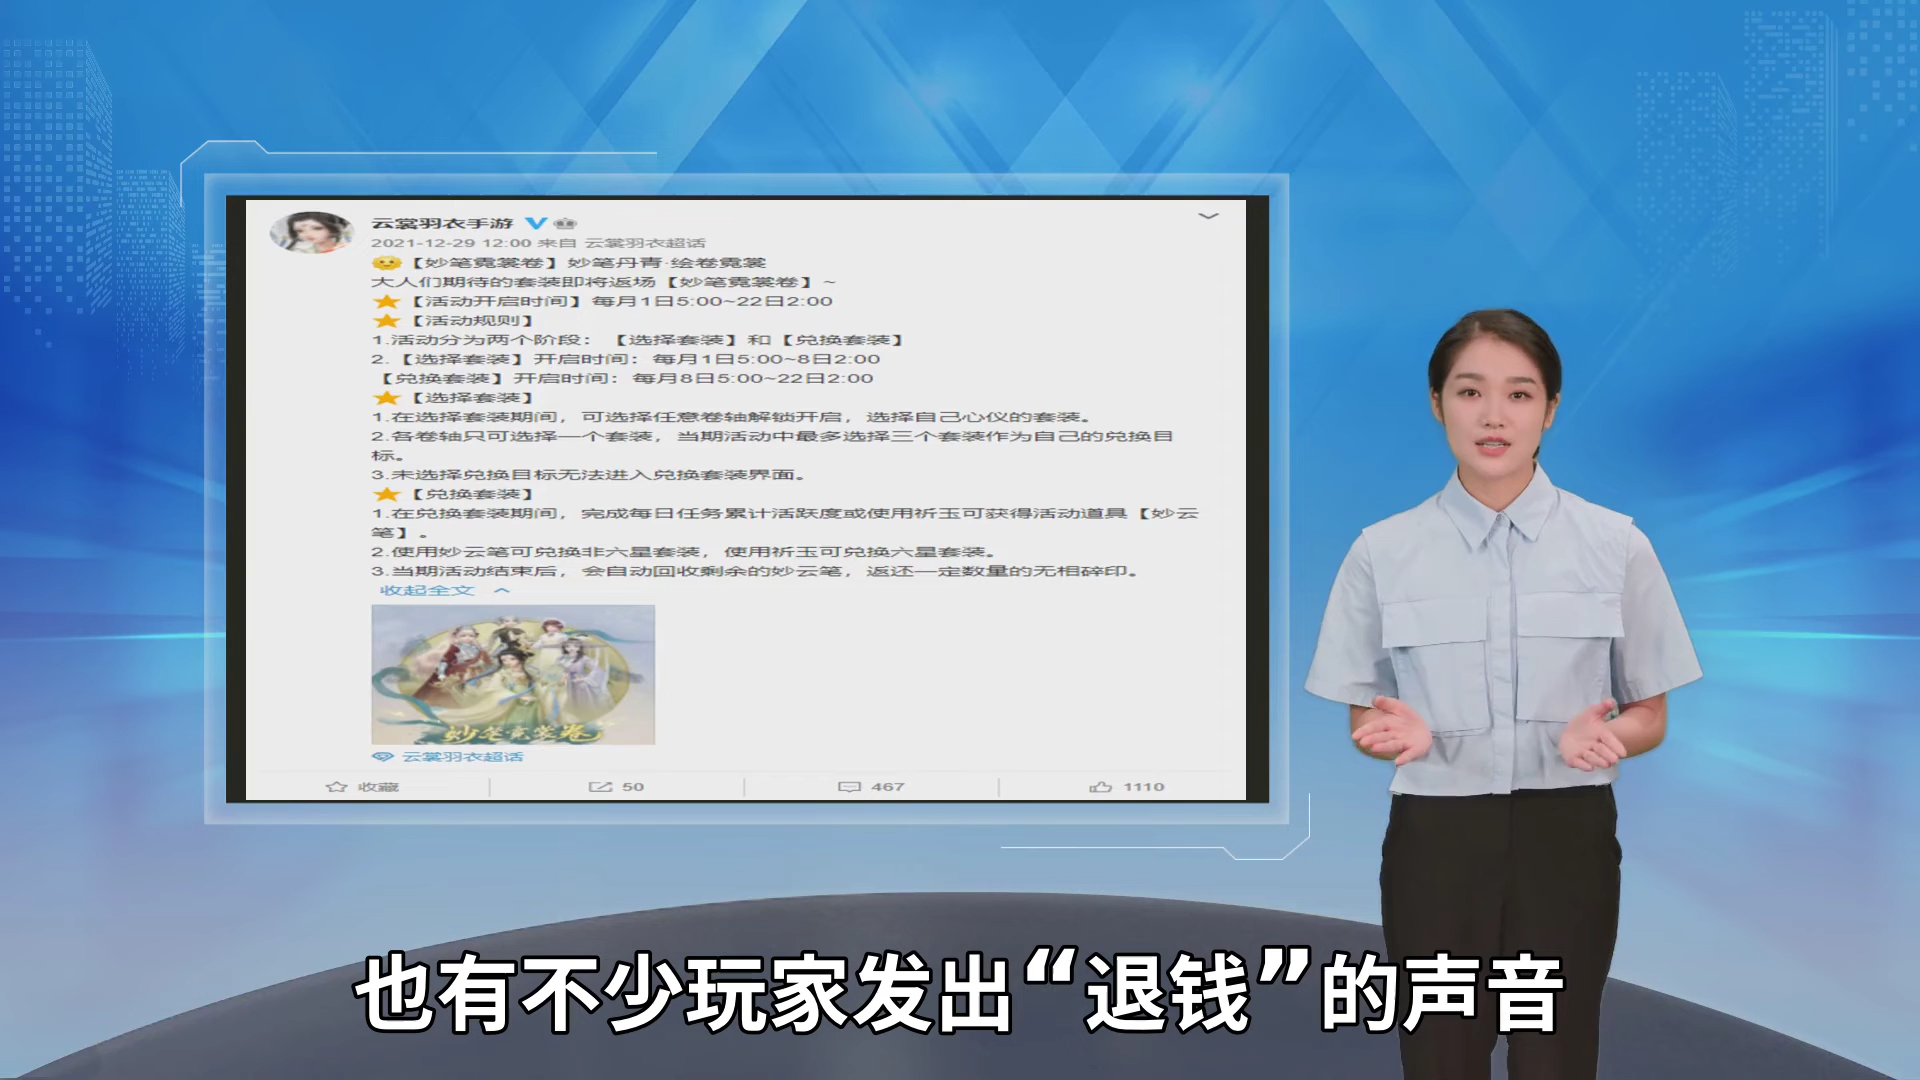 云裳羽衣手游
2021-12-29 12:00 来自 云裳羽衣超话
【妙笔霓裳卷】妙笔丹青·绘卷霓裳
大人们期待的套装即将返场【妙笔霓裳卷】~
【活动开启时间】每月1日5:00~22日2:00
【活动规则】
1.活动分为两个阶段：【选择套装】和【兑换套装】
2.【选择套装】开启时间：每月1日5:00~8日2:00
【兑换套装】开启时间：每月8日5:00~22日2:00
【选择套装】
1.在选择套装期间，可选择任意卷轴解锁开启，选择自己心仪的套装。
2.各卷轴只可选择一个套装，当期活动中最多选择三个套装作为自己的兑换目
标。
3.未选择兑换目标无法进入兑换套装界面。
【兑换套装】
1.在兑换套装期间，完成每日任务累计活跃度或使用祈玉可获得活动道具【妙云
笔】。
2.使用妙云笔可兑换非六星套装，使用祈玉可兑换六星套装。
3.当期活动结束后，会自动回收剩余的妙云笔，返还一定数量的无相碎印。
收起全文
妙笔霓裳卷
云裳羽衣超话
收藏 50 467 1110
也有不少玩家发出“退钱”的声音